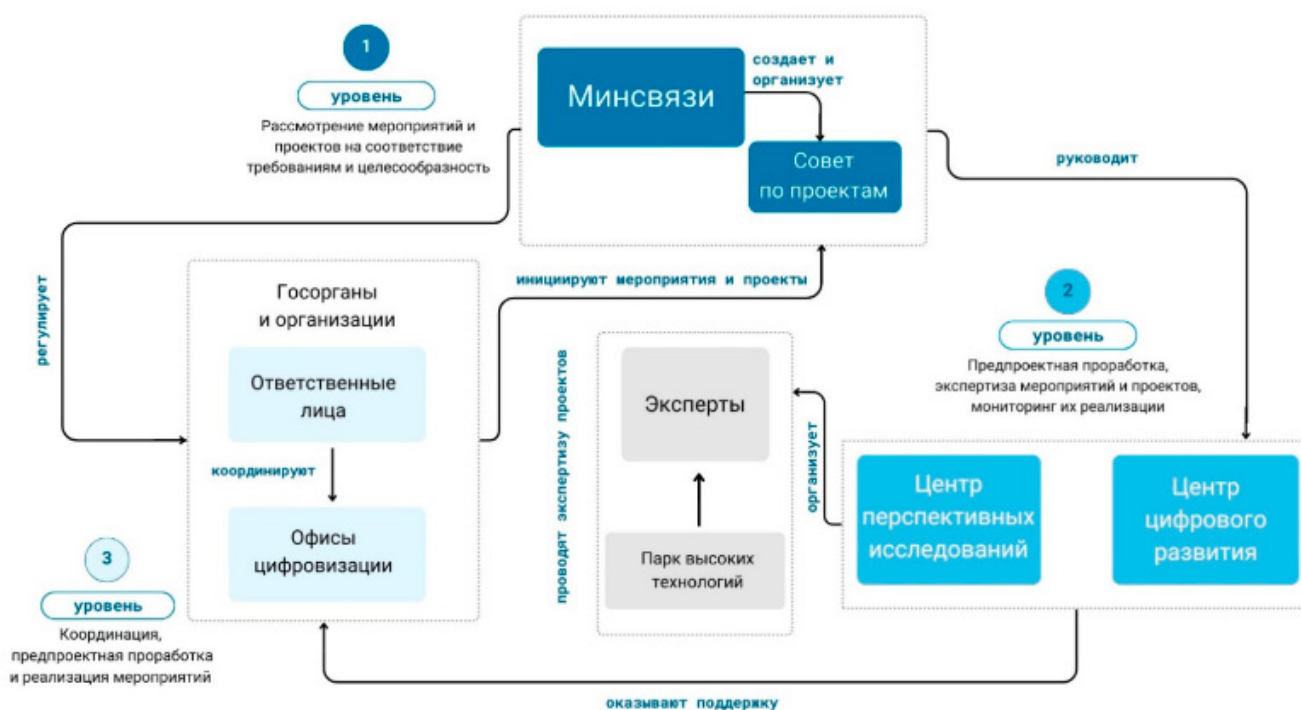 1
уровень
Рассмотрение мероприятий и
проектов на соответствие
требованиям и целесообразность
Минсвязи
создает и
организует
Совет
по проектам
руководит
регулирует
Госорганы
и организации
Ответственные
лица
координируют
Офисы
цифровизации
инициируют мероприятия и проекты
2
уровень
Предпроектная проработка,
экспертиза мероприятий и проектов,
мониторинг их реализации
проводят экспертизу проектов
Эксперты
Парк высоких
технологий
организует
Центр
перспективных
исследований
Центр
цифрового
развития
3
уровень
Координация,
предпроектная проработка
и реализация мероприятий
оказывают поддержку